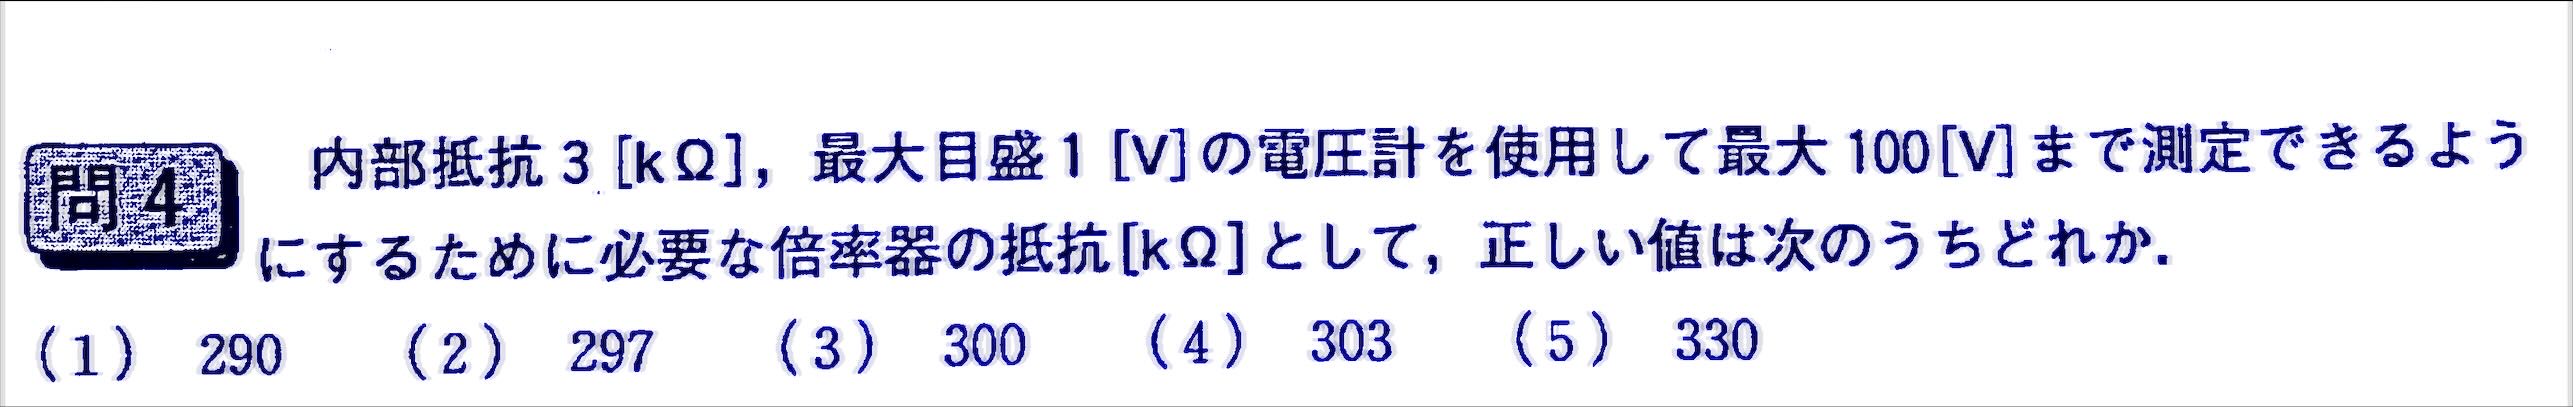 問4 内部抵抗3[kΩ],最大目盛1[V]の電圧計を使用して最大100[V]まで測定できるよう
にするために必要な倍率器の抵抗[kΩ]として,正しい値は次のうちどれか.
(1) 290 (2) 297 (3) 300 (4) 303 (5) 330